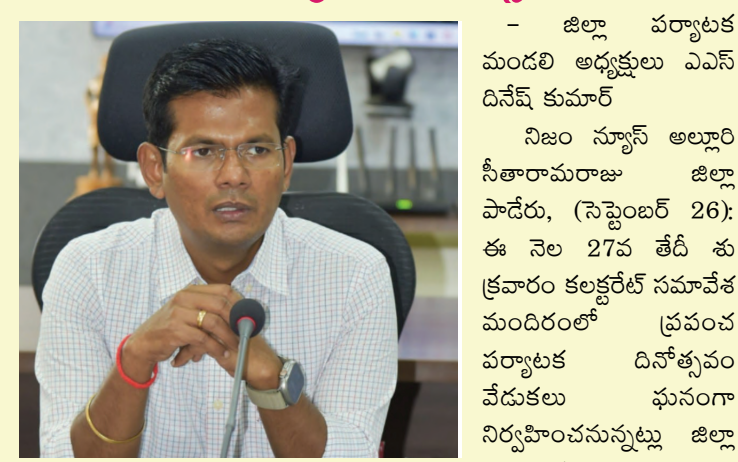 – జిల్లా పర్యాటక
మండలి అధ్యక్షులు ఎఎస్
దినేష్ కుమార్
నిజం న్యూస్ అల్లూరి
సీతారామరాజు జిల్లా
పాడేరు, (సెప్టెంబర్ 26):
ఈ నెల 27వ తేదీ శు
క్రవారం కలక్టరేట్ సమావేశ
మందిరంలో ప్రపంచ
పర్యాటక దినోత్సవం
వేడుకలు ఘనంగా
నిర్వహించనున్నట్లు జిల్లా